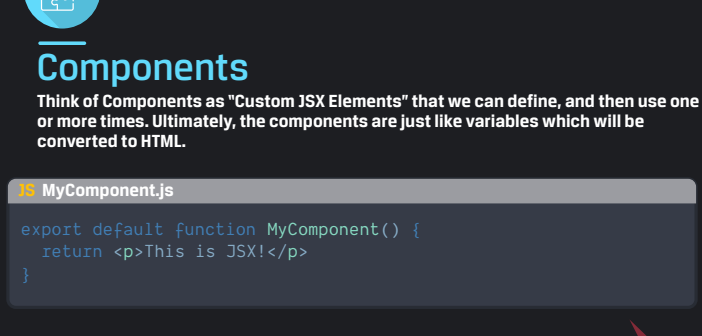 Components
Think of Components as "Custom JSX Elements" that we can define, and then use one
or more times. Ultimately, the components are just like variables which will be
converted to HTML.
JS MyComponent.js
export default function MyComponent() {
  return <p>This is JSX!</p>
}